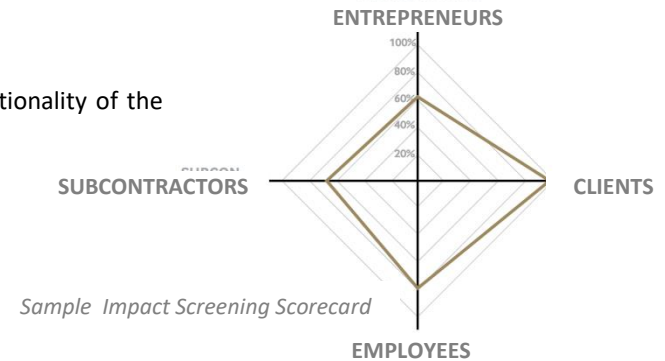 ENTREPRENEURS
100%
80%
tionality of the
60%
40%
20%
SUBCONTRACTORS
CLIENTS
Sample Impact Screening Scorecard
EMPLOYEES